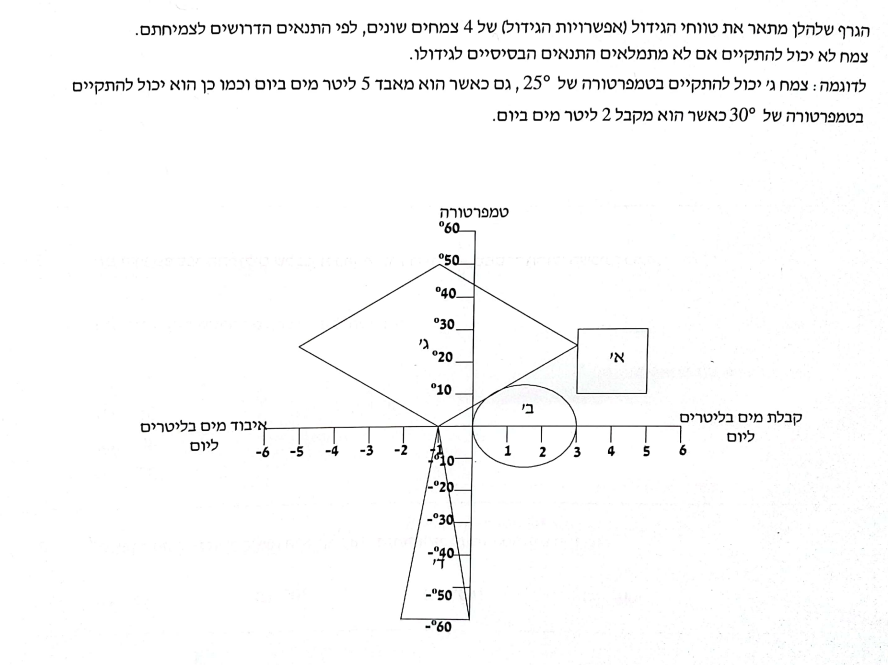 הגרף שלהלן מתאר את טווחי הגידול (אפשרויות הגידול) של 4 צמחים שונים, לפי התנאים הדרושים לצמיחתם.
צמח לא יכול להתקיים אם לא מתמלאים התנאים הבסיסיים לגידולו.
לדוגמה: צמח ג׳ יכול להתקיים בטמפרטורה של 25°, גם כאשר הוא מאבד 5 ליטר מים ביום וכמו כן הוא יכול להתקיים
בטמפרטורה של 30° כאשר הוא מקבל 2 ליטר מים ביום.
טמפרטורה
°60
°50
°40
°30
ג׳
א׳
°20
°10
ב׳
קבלת מים בליטרים
ליום
איבוד מים בליטרים
ליום
-6 -5 -4 -3 -2 -1 1 2 3 4 5 6
-°10
-°20
-°30
-°40
ד׳
-°50
-°60